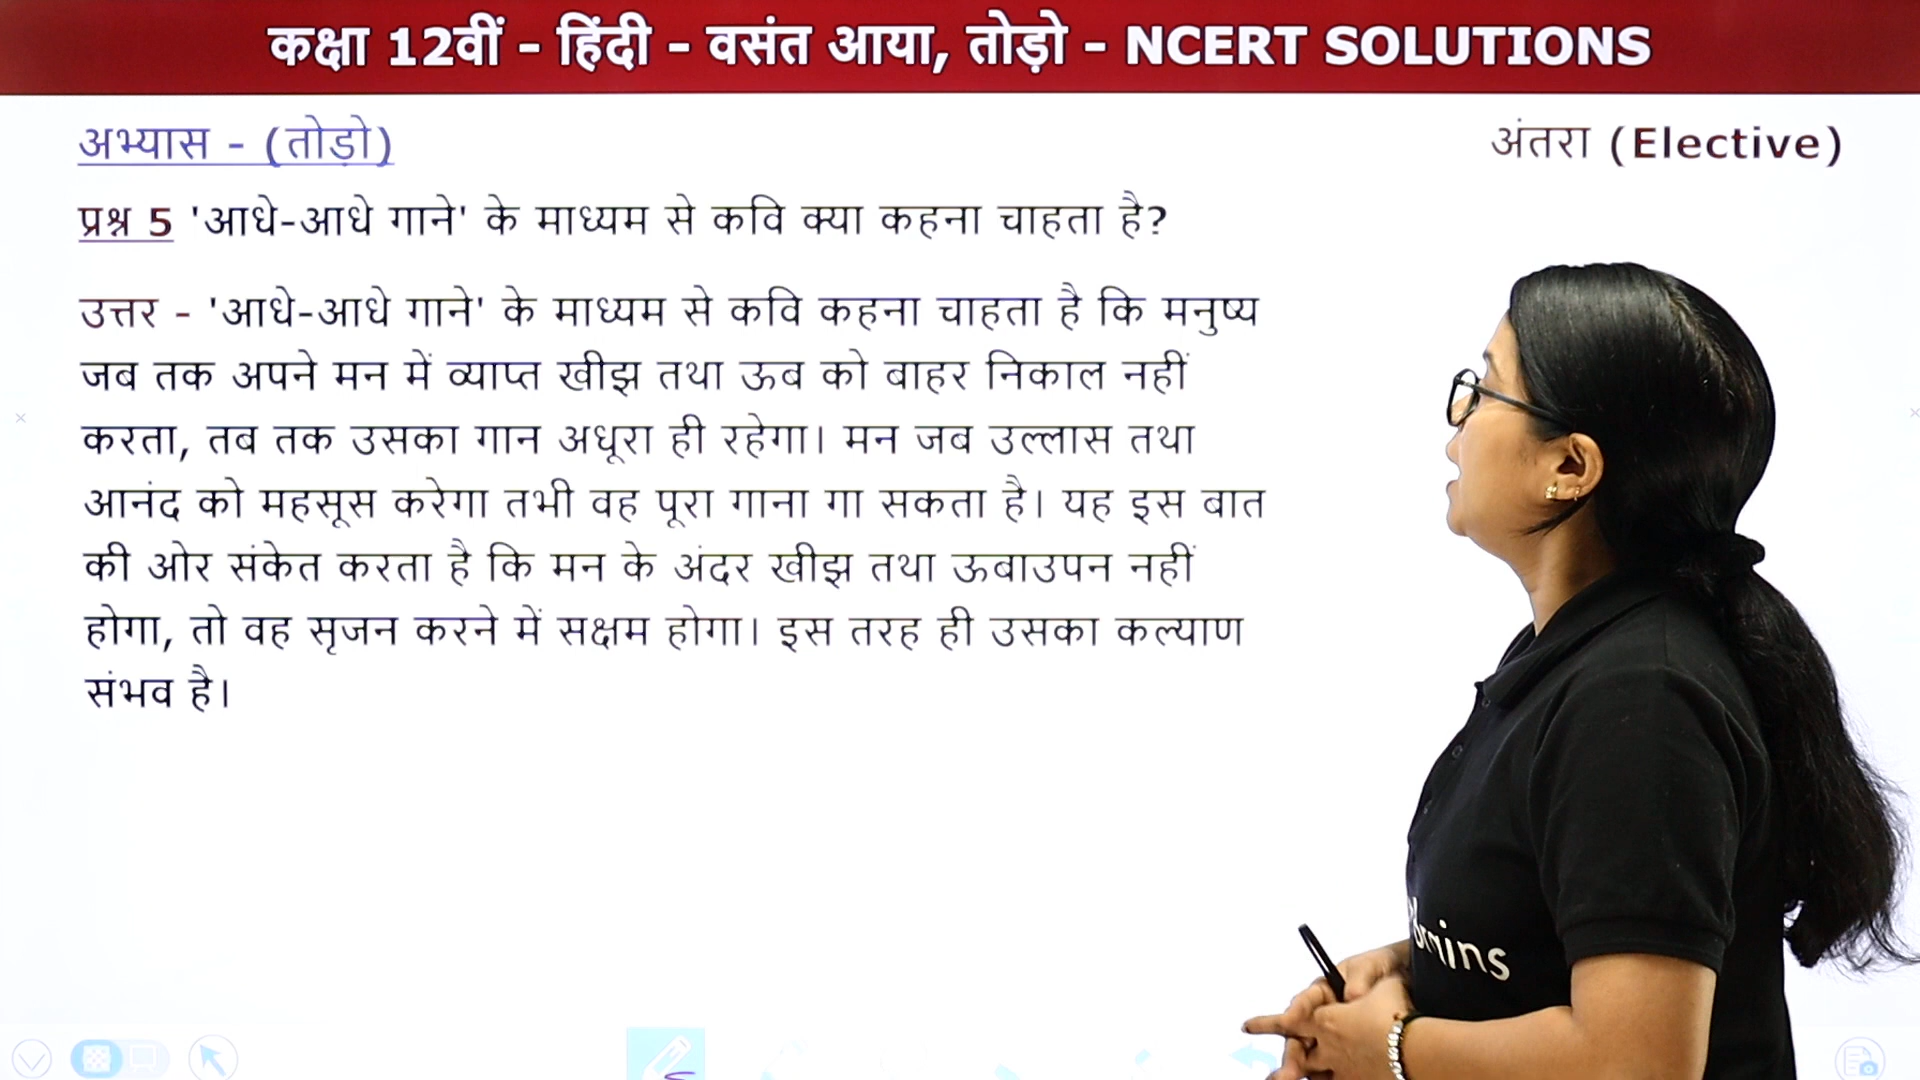 कक्षा 12वीं - हिंदी - वसंत आया, तोड़ो - NCERT SOLUTIONS
अभ्यास - (तोड़ो)
अंतरा (Elective)
प्रश्न 5 'आधे-आधे गाने' के माध्यम से कवि क्या कहना चाहता है?
उत्तर - 'आधे-आधे गाने' के माध्यम से कवि कहना चाहता है कि मनुष्य
जब तक अपने मन में व्याप्त खीझ तथा ऊब को बाहर निकाल नहीं
करता, तब तक उसका गान अधूरा ही रहेगा। मन जब उल्लास तथा
आनंद को महसूस करेगा तभी वह पूरा गाना गा सकता है। यह इस बात
की ओर संकेत करता है कि मन के अंदर खीझ तथा ऊबाउपन नहीं
होगा, तो वह सृजन करने में सक्षम होगा। इस तरह ही उसका कल्याण
संभव है।